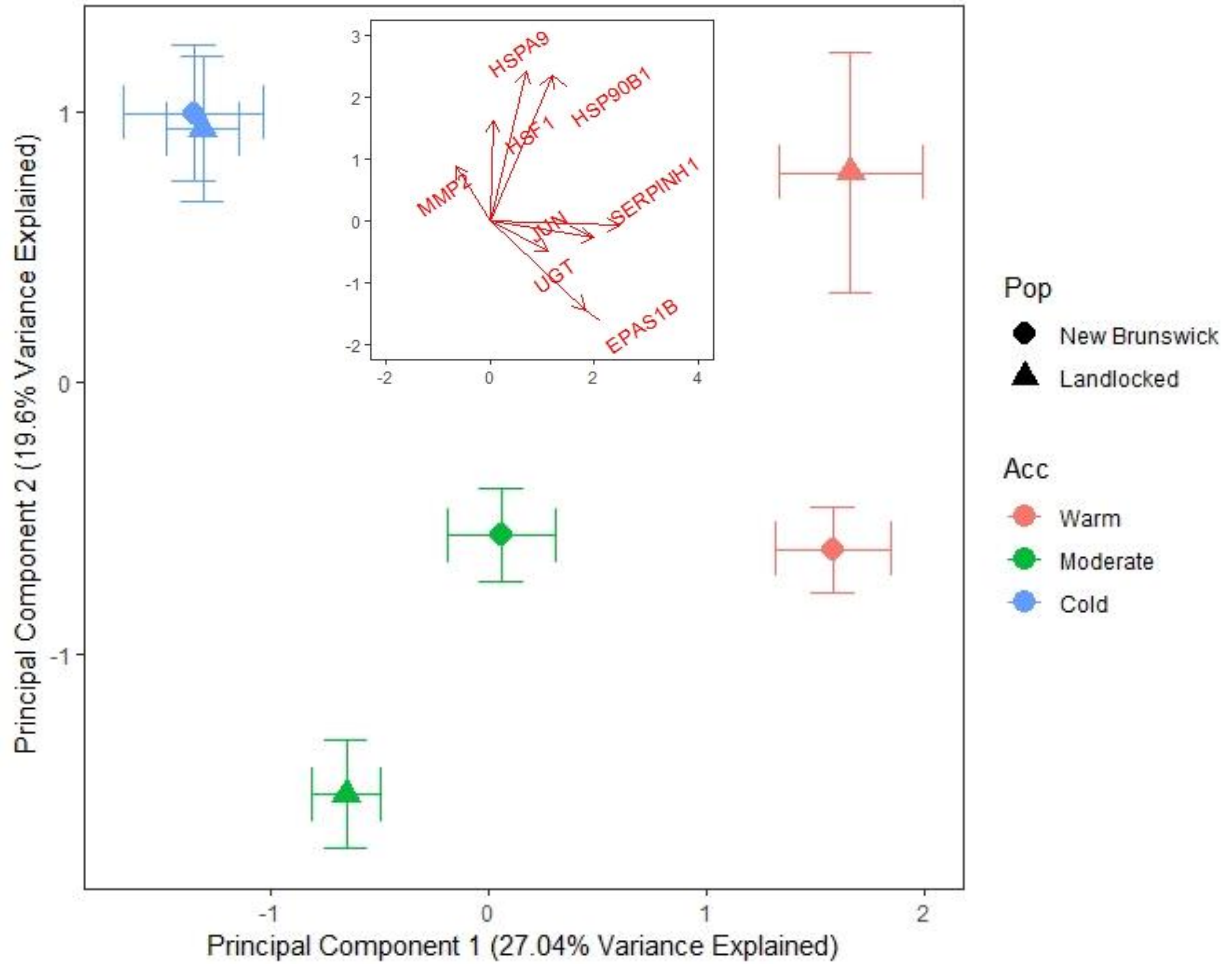 Principal Component 2 (19.6% Variance Explained)
1
0
-1
3
2
1
0
-1
-2
-2
0
2
4
HSPA9
HSP90B1
HSF1
MMP2
SERPINH1
JUN
UGT
EPAS1B
-1
0
1
2
Principal Component 1 (27.04% Variance Explained)
Pop
New Brunswick
Landlocked
Acc
Warm
Moderate
Cold